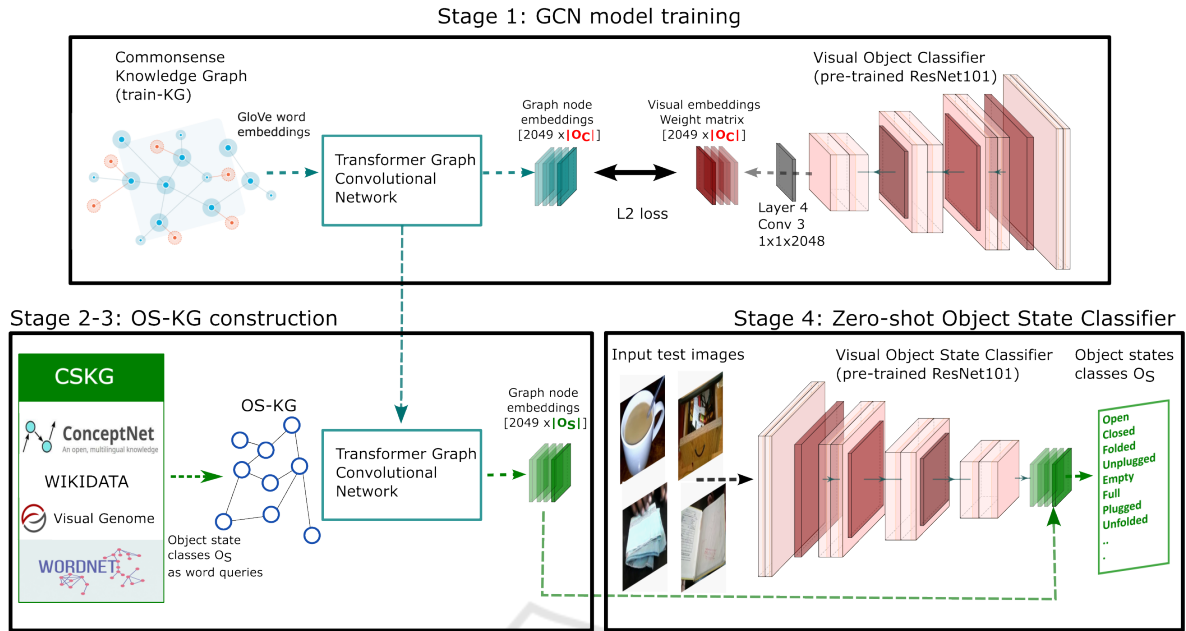 Stage 1: GCN model training
Commonsense
Knowledge Graph
(train-KG)
GloVe word
embeddings
Transformer Graph
Convolutional
Network
Graph node
embeddings
[2049 x|OC|]
L2 loss
Visual embeddings
Weight matrix
[2049 x|OC|]
Layer 4
Conv 3
1x1x2048
Visual Object Classifier
(pre-trained ResNet101)
Stage 2-3: OS-KG construction
CSKG
ConceptNet
An open, multilingual knowledge
WIKIDATA
Visual Genome
WORDNET
OS-KG
Object state
classes OS
as word queries
Transformer Graph
Convolutional
Network
Graph node
embeddings
[2049 x|OS|]
Stage 4: Zero-shot Object State Classifier
Input test images
Visual Object State Classifier
(pre-trained ResNet101)
Object states
classes OS
Open
Closed
Folded
Unplugged
Empty
Full
Plugged
Unfolded
..
.